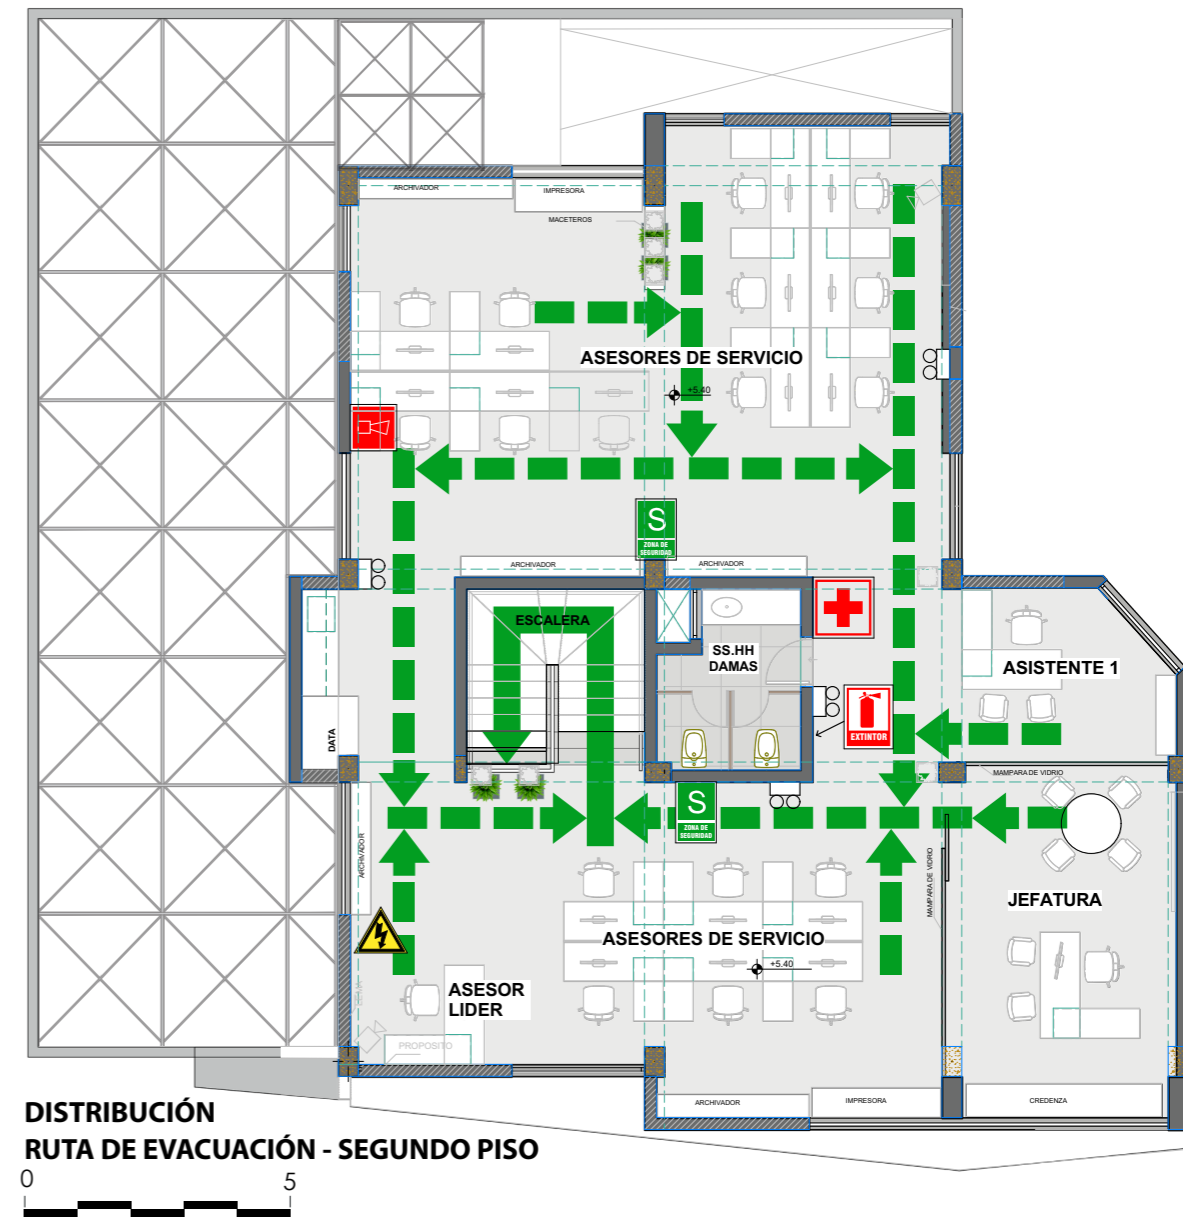 ARCHIVADOR
IMPRESORA
MACETEROS
ASESORES DE SERVICIO
+5.40
S
ZONA DE
SEGURIDAD
ARCHIVADOR
ARCHIVADOR
ESCALERA
SS.HH
DAMAS
ASISTENTE 1
EXTINTOR
DATA
MAMPARA DE VIDRIO
S
ZONA DE
SEGURIDAD
ARCHIVADOR
MAMPARA DE VIDRIO
JEFATURA
ASESORES DE SERVICIO
+5.40
ASESOR
LIDER
PROPOSITO
ARCHIVADOR
IMPRESORA
CREDENZA
DISTRIBUCIÓN
RUTA DE EVACUACIÓN - SEGUNDO PISO
0 5